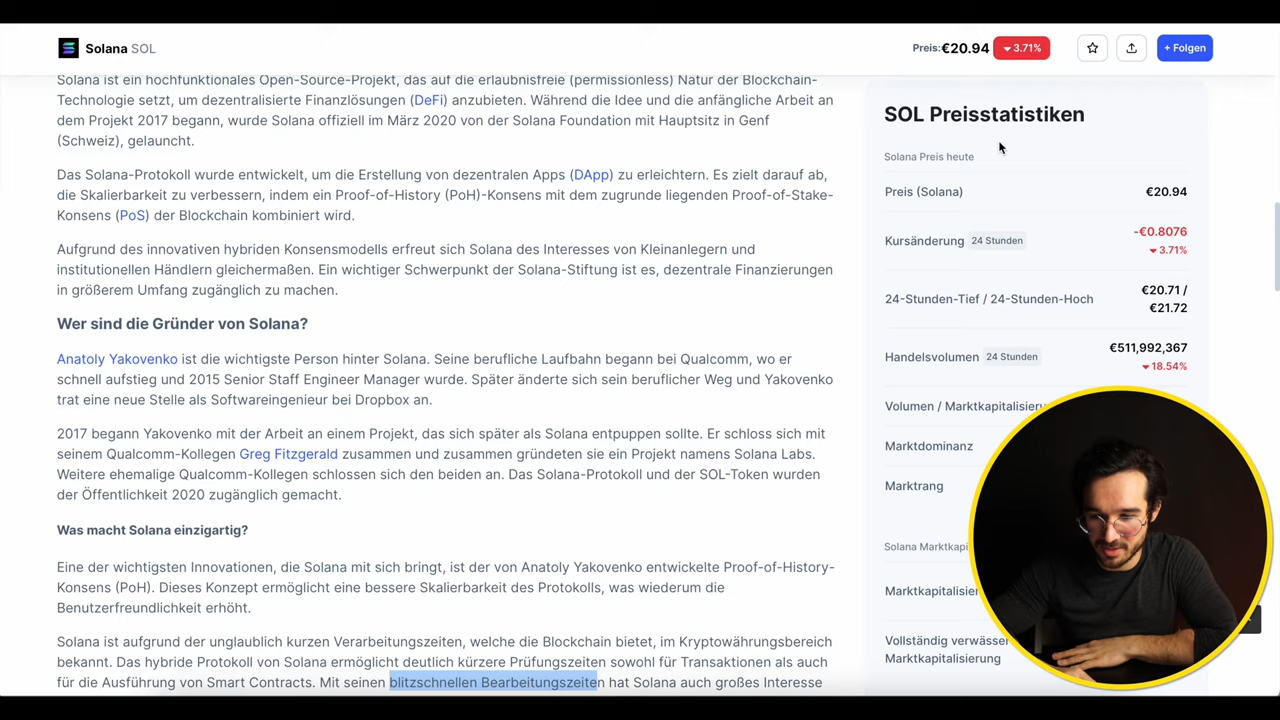 Solana SOL
Preis: €20.94 3.71%
+ Folgen
Solana ist ein hochfunktionales Open-Source-Projekt, das auf die erlaubnisfreie (permissionless) Natur der Blockchain-
Technologie setzt, um dezentralisierte Finanzlösungen (DeFi) anzubieten. Während die Idee und die anfängliche Arbeit an
dem Projekt 2017 begann, wurde Solana offiziell im März 2020 von der Solana Foundation mit Hauptsitz in Genf
(Schweiz), gelauncht.
Das Solana-Protokoll wurde entwickelt, um die Erstellung von dezentralen Apps (DApp) zu erleichtern. Es zielt darauf ab,
die Skalierbarkeit zu verbessern, indem ein Proof-of-History (PoH)-Konsens mit dem zugrunde liegenden Proof-of-Stake-
Konsens (PoS) der Blockchain kombiniert wird.
Aufgrund des innovativen hybriden Konsensmodells erfreut sich Solana des Interesses von Kleinanlegern und
institutionellen Händlern gleichermaßen. Ein wichtiger Schwerpunkt der Solana-Stiftung ist es, dezentrale Finanzierungen
in größerem Umfang zugänglich zu machen.
Wer sind die Gründer von Solana?
Anatoly Yakovenko ist die wichtigste Person hinter Solana. Seine berufliche Laufbahn begann bei Qualcomm, wo er
schnell aufstieg und 2015 Senior Staff Engineer Manager wurde. Später änderte sich sein beruflicher Weg und Yakovenko
trat eine neue Stelle als Softwareingenieur bei Dropbox an.
2017 begann Yakovenko mit der Arbeit an einem Projekt, das sich später als Solana entpuppen sollte. Er schloss sich mit
seinem Qualcomm-Kollegen Greg Fitzgerald zusammen und zusammen gründeten sie ein Projekt namens Solana Labs.
Weitere ehemalige Qualcomm-Kollegen schlossen sich den beiden an. Das Solana-Protokoll und der SOL-Token wurden
der Öffentlichkeit 2020 zugänglich gemacht.
Was macht Solana einzigartig?
Eine der wichtigsten Innovationen, die Solana mit sich bringt, ist der von Anatoly Yakovenko entwickelte Proof-of-History-
Konsens (PoH). Dieses Konzept ermöglicht eine bessere Skalierbarkeit des Protokolls, was wiederum die
Benutzerfreundlichkeit erhöht.
Solana ist aufgrund der unglaublich kurzen Verarbeitungszeiten, welche die Blockchain bietet, im Kryptowährungsbereich
bekannt. Das hybride Protokoll von Solana ermöglicht deutlich kürzere Prüfungszeiten sowohl für Transaktionen als auch
für die Ausführung von Smart Contracts. Mit seinen blitzschnellen Bearbeitungszeiten hat Solana auch großes Interesse
SOL Preisstatistiken
Solana Preis heute
Preis (Solana) €20.94
Kursänderung 24 Stunden -€0.8076
3.71%
24-Stunden-Tief / 24-Stunden-Hoch €20.71 /
€21.72
Handelsvolumen 24 Stunden €511,992,367
18.54%
Volumen / Marktkapitalisieru
Marktdominanz
Marktrang
Solana Marktkapi
Marktkapitalisie
Vollständig verwässer
Marktkapitalisierung